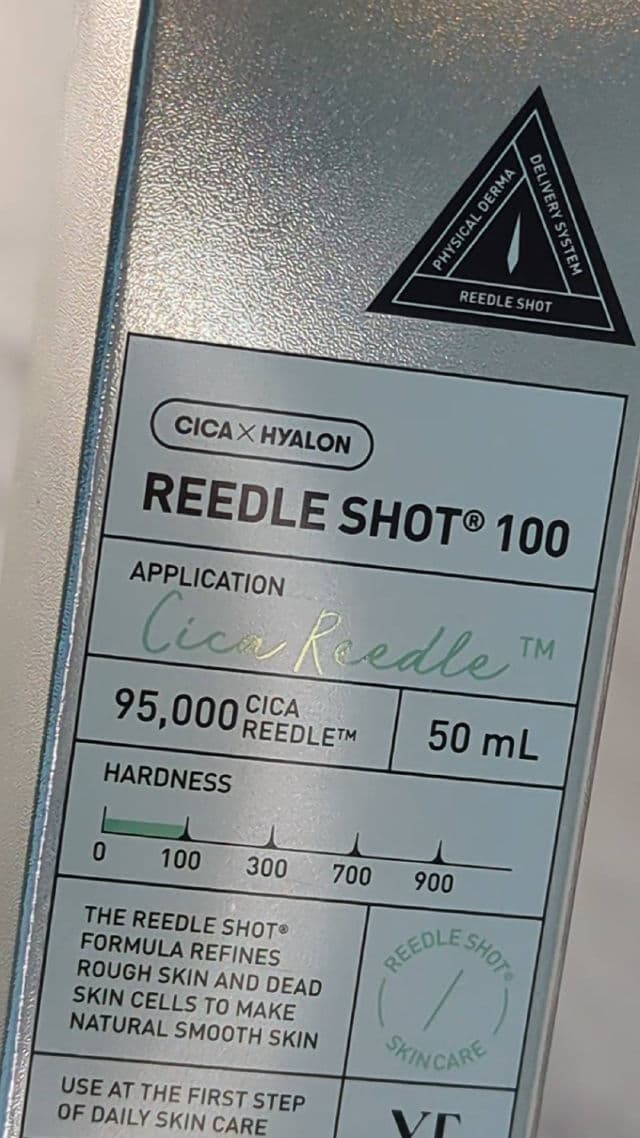 PHYSICAL DERMA
DELIVERY SYSTEM
REEDLE SHOT
CICA X HYALON
REEDLE SHOT® 100
APPLICATION
Cica Reedle™
95,000 CICA
REEDLE™
50 mL
HARDNESS
0 100 300 700 900
THE REEDLE SHOT®
FORMULA REFINES
ROUGH SKIN AND DEAD
SKIN CELLS TO MAKE
NATURAL SMOOTH SKIN
REEDLE SHOT®
SKINCARE
USE AT THE FIRST STEP
OF DAILY SKIN CARE